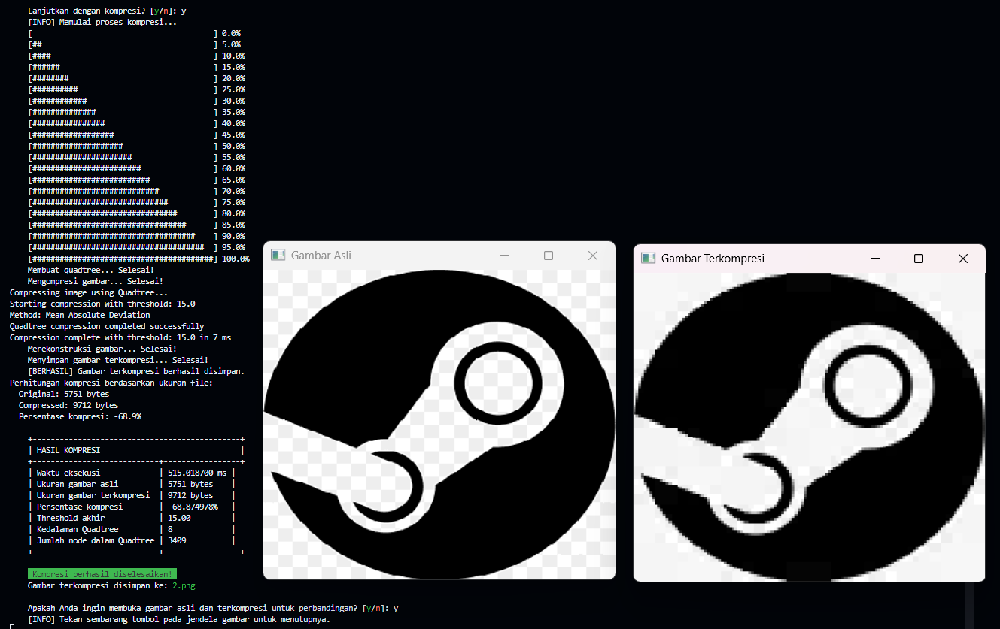 Lanjutkan dengan kompresi? [y/n]: y
[INFO] Memulai proses kompresi...
[                                        ] 0.0%
[##                                      ] 5.0%
[####                                    ] 10.0%
[######                                  ] 15.0%
[########                                ] 20.0%
[##########                              ] 25.0%
[############                            ] 30.0%
[##############                          ] 35.0%
[################                        ] 40.0%
[##################                      ] 45.0%
[####################                    ] 50.0%
[######################                  ] 55.0%
[########################                ] 60.0%
[##########################              ] 65.0%
[############################            ] 70.0%
[##############################          ] 75.0%
[################################        ] 80.0%
[##################################      ] 85.0%
[####################################    ] 90.0%
[######################################  ] 95.0%
[########################################] 100.0%
Membuat quadtree... Selesai!
Mengompresi gambar... Selesai!
Compressing image using Quadtree...
Starting compression with threshold: 15.0
Method: Mean Absolute Deviation
Quadtree compression completed successfully
Compression complete with threshold: 15.0 in 7 ms
Merekonstruksi gambar... Selesai!
Menyimpan gambar terkompresi... Selesai!
[BERHASIL] Gambar terkompresi berhasil disimpan.
Perhitungan kompresi berdasarkan ukuran file:
Original: 5751 bytes
Compressed: 9712 bytes
Persentase kompresi: -68.9%
+-----------------------------------------------+
| HASIL KOMPRESI                                |
+-----------------------------+-----------------+
| Waktu eksekusi              | 515.018700 ms |
| Ukuran gambar asli          | 5751 bytes    |
| Ukuran gambar terkompresi   | 9712 bytes    |
| Persentase kompresi         | -68.874978%   |
| Threshold akhir             | 15.00         |
| Kedalaman Quadtree          | 8             |
| Jumlah node dalam Quadtree  | 3409          |
+-----------------------------+-----------------+
Kompresi berhasil diselesaikan!
Gambar terkompresi disimpan ke: 2.png
Apakah Anda ingin membuka gambar asli dan terkompresi untuk perbandingan? [y/n]: y
[INFO] Tekan sembarang tombol pada jendela gambar untuk menutupnya.
Gambar Asli
Gambar Terkompresi